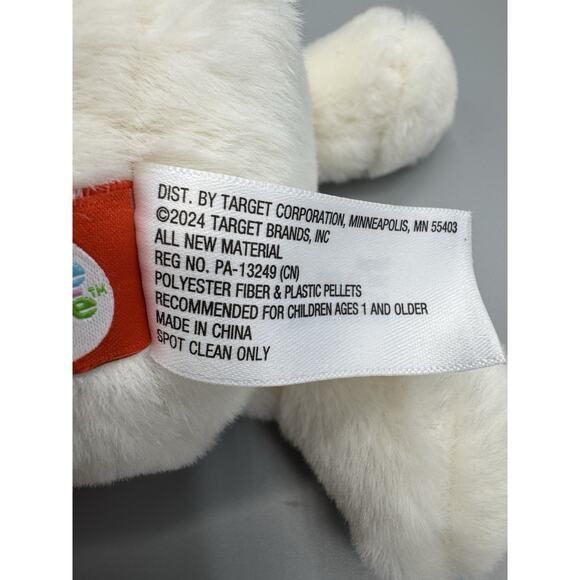 DIST. BY TARGET CORPORATION, MINNEAPOLIS, MN 55403
©2024 TARGET BRANDS, INC
ALL NEW MATERIAL
REG NO. PA-13249 (CN)
POLYESTER FIBER & PLASTIC PELLETS
RECOMMENDED FOR CHILDREN AGES 1 AND OLDER
MADE IN CHINA
SPOT CLEAN ONLY